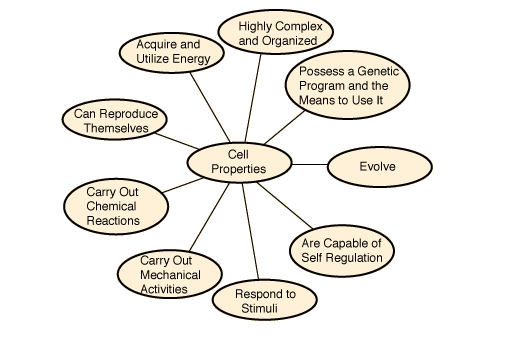 Highly Complex
and Organized
Acquire and
Utilize Energy
Possess a Genetic
Program and the
Means to Use It
Can Reproduce
Themselves
Cell
Properties
Evolve
Carry Out
Chemical
Reactions
Are Capable of
Self Regulation
Carry Out
Mechanical
Activities
Respond to
Stimuli